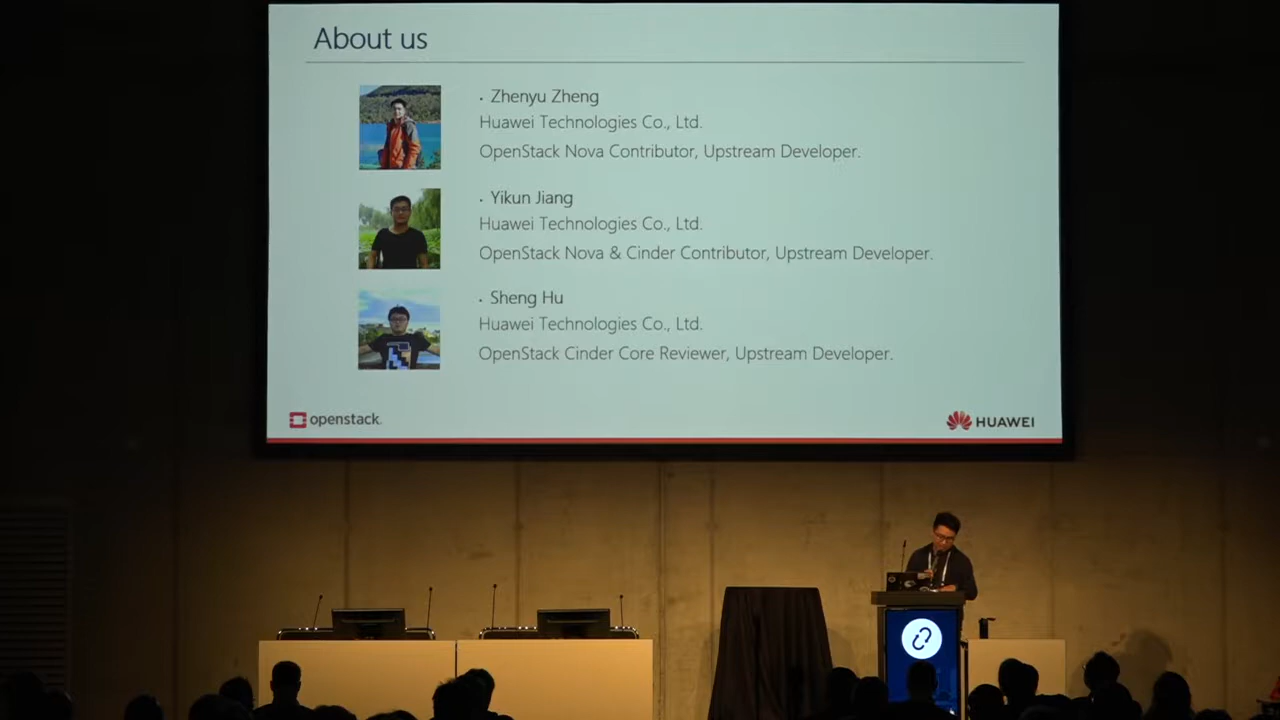 About us
· Zhenyu Zheng
Huawei Technologies Co., Ltd.
OpenStack Nova Contributor, Upstream Developer.
· Yikun Jiang
Huawei Technologies Co., Ltd.
OpenStack Nova & Cinder Contributor, Upstream Developer.
· Sheng Hu
Huawei Technologies Co., Ltd.
OpenStack Cinder Core Reviewer, Upstream Developer.
openstack.
HUAWEI